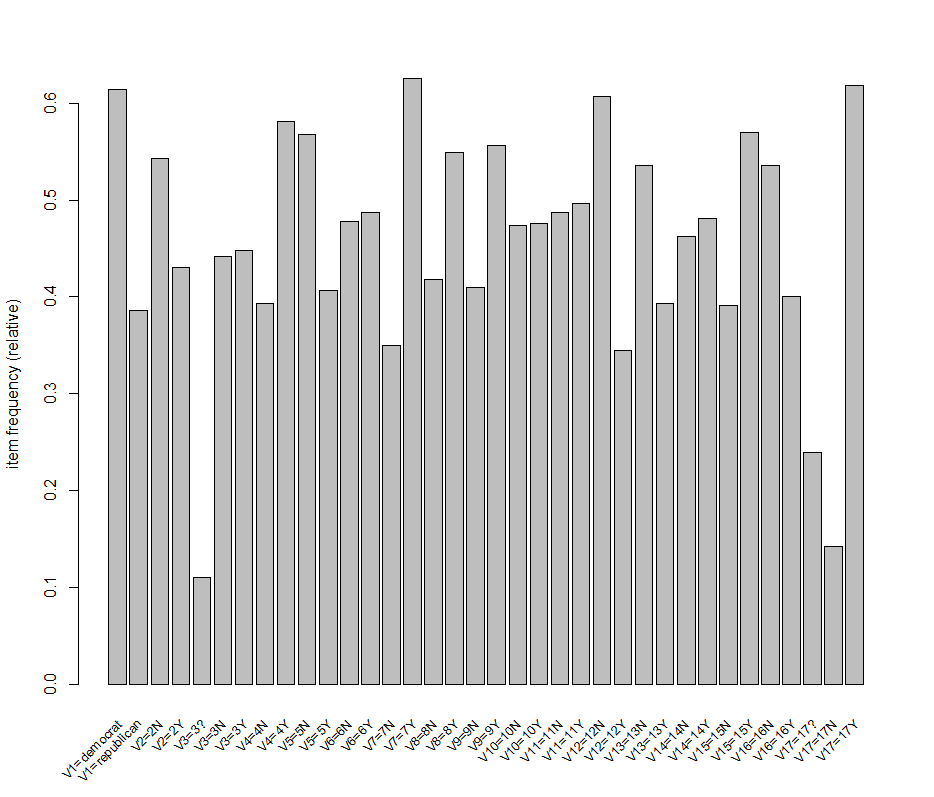 item frequency (relative)
0.6
0.5
0.4
0.3
0.2
0.1
0.0
V1=democrat
V1=republican
V2=2N
V2=2Y
V3=3?
V3=3N
V3=3Y
V4=4N
V4=4Y
V5=5N
V5=5Y
V6=6N
V6=6Y
V7=7N
V7=7Y
V8=8N
V8=8Y
V9=9N
V9=9Y
V10=10N
V10=10Y
V11=11N
V11=11Y
V12=12N
V12=12Y
V13=13N
V13=13Y
V14=14N
V14=14Y
V15=15N
V15=15Y
V16=16N
V16=16Y
V17=17?
V17=17N
V17=17Y